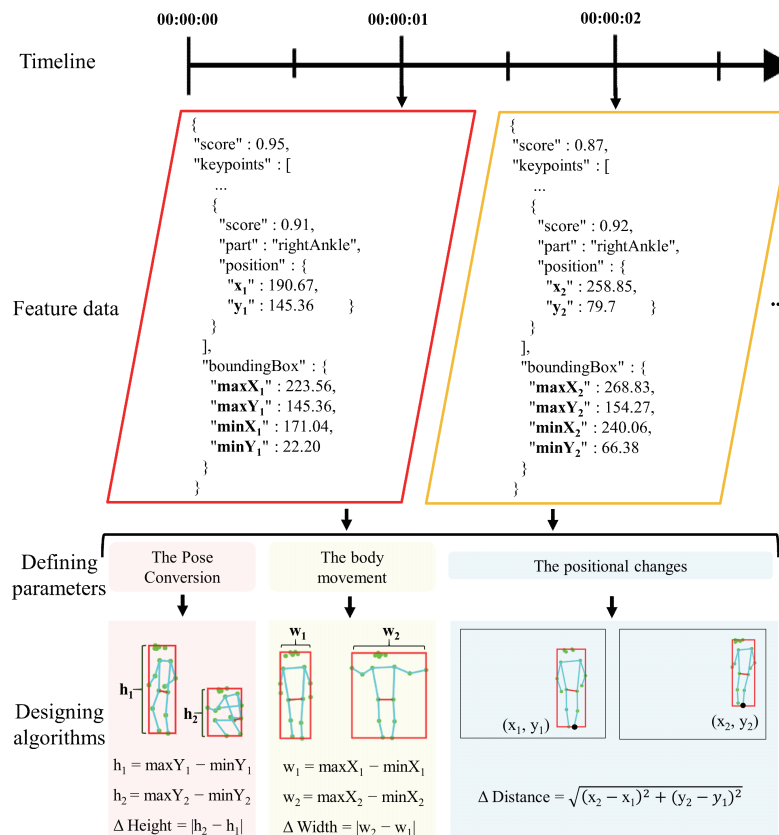 00:00:00 00:00:01 00:00:02
Timeline
Feature data
{
"score" : 0.95,
"keypoints" : [
...
{
"score" : 0.91,
"part" : "rightAnkle",
"position" : {
"x₁" : 190.67,
"y₁" : 145.36 }
}
],
"boundingBox" : {
"maxX₁" : 223.56,
"maxY₁" : 145.36,
"minX₁" : 171.04,
"minY₁" : 22.20
}
}
{
"score" : 0.87,
"keypoints" : [
...
{
"score" : 0.92,
"part" : "rightAnkle",
"position" : {
"x₂" : 258.85,
"y₂" : 79.7 }
}
],
"boundingBox" : {
"maxX₂" : 268.83,
"maxY₂" : 154.27,
"minX₂" : 240.06,
"minY₂" : 66.38
}
}
...
Defining
parameters
The Pose
Conversion
The body
movement
The positional changes
Designing
algorithms
h₁
h₂
h₁ = maxY₁ − minY₁
h₂ = maxY₂ − minY₂
Δ Height = |h₂ − h₁|
w₁ w₂
w₁ = maxX₁ − minX₁
w₂ = maxX₂ − minX₂
Δ Width = |w₂ − w₁|
(x₁, y₁)
(x₂, y₂)
Δ Distance = √(x₂ − x₁)² + (y₂ − y₁)²